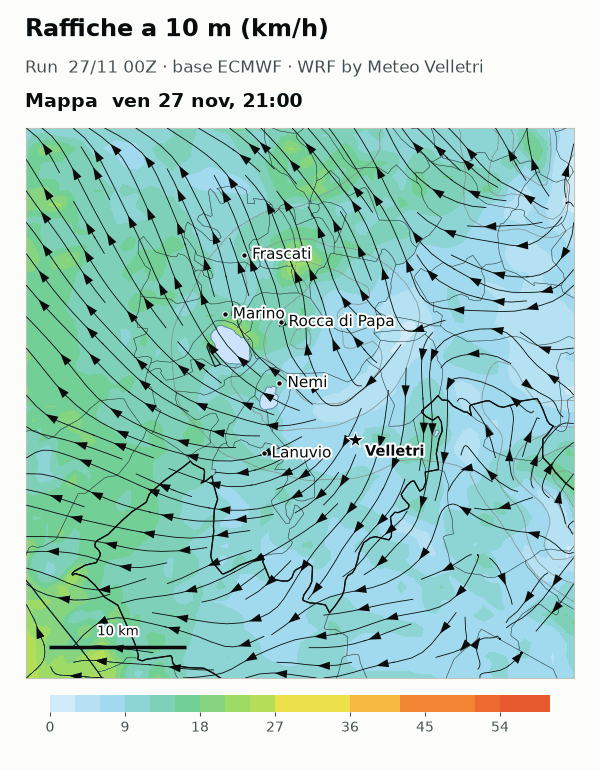 Raffiche a 10 m (km/h)
Run  27/11 00Z · base ECMWF · WRF by Meteo Velletri
Mappa  ven 27 nov, 21:00
Frascati
Marino
Rocca di Papa
Nemi
Velletri
Lanuvio
10 km
0 9 18 27 36 45 54